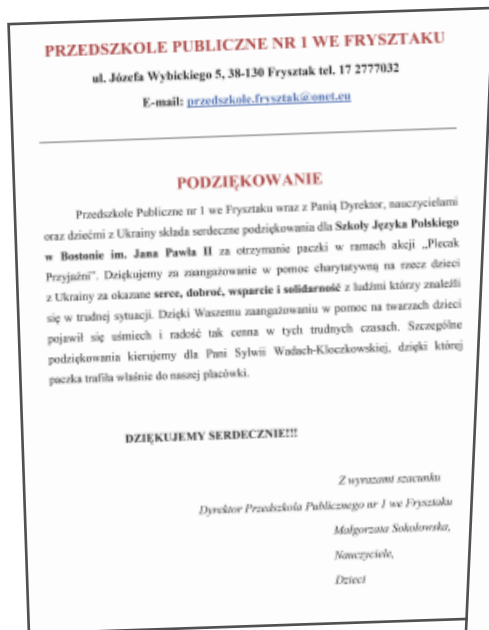 PRZEDSZKOLE PUBLICZNE NR 1 WE FRYSZTAKU
ul. Józefa Wybickiego 5, 38-130 Frysztak tel. 17 2777032
E-mail: przedszkole.frysztak@onet.eu
PODZIĘKOWANIE
Przedszkole Publiczne nr 1 we Frysztaku wraz z Panią Dyrektor, nauczycielami
oraz dziećmi z Ukrainy składa serdeczne podziękowania dla Szkoły Języka Polskiego
w Bostonie im. Jana Pawła II za otrzymanie paczki w ramach akcji „Plecak
Przyjaźni”. Dziękujemy za zaangażowanie w pomoc charytatywną na rzecz dzieci
z Ukrainy za okazane serce, dobroć, wsparcie i solidarność z ludźmi którzy znaleźli
się w trudnej sytuacji. Dzięki Waszemu zaangażowaniu w pomoc na twarzach dzieci
pojawił się uśmiech i radość tak cenna w tych trudnych czasach. Szczególne
podziękowania kierujemy dla Pani Sylwii Wadach-Kloczkowskiej, dzięki której
paczka trafiła właśnie do naszej placówki.
DZIĘKUJEMY SERDECZNIE!!!
Z wyrazami szacunku
Dyrektor Przedszkola Publicznego nr 1 we Frysztaku
Małgorzata Sokołowska,
Nauczyciele,
Dzieci